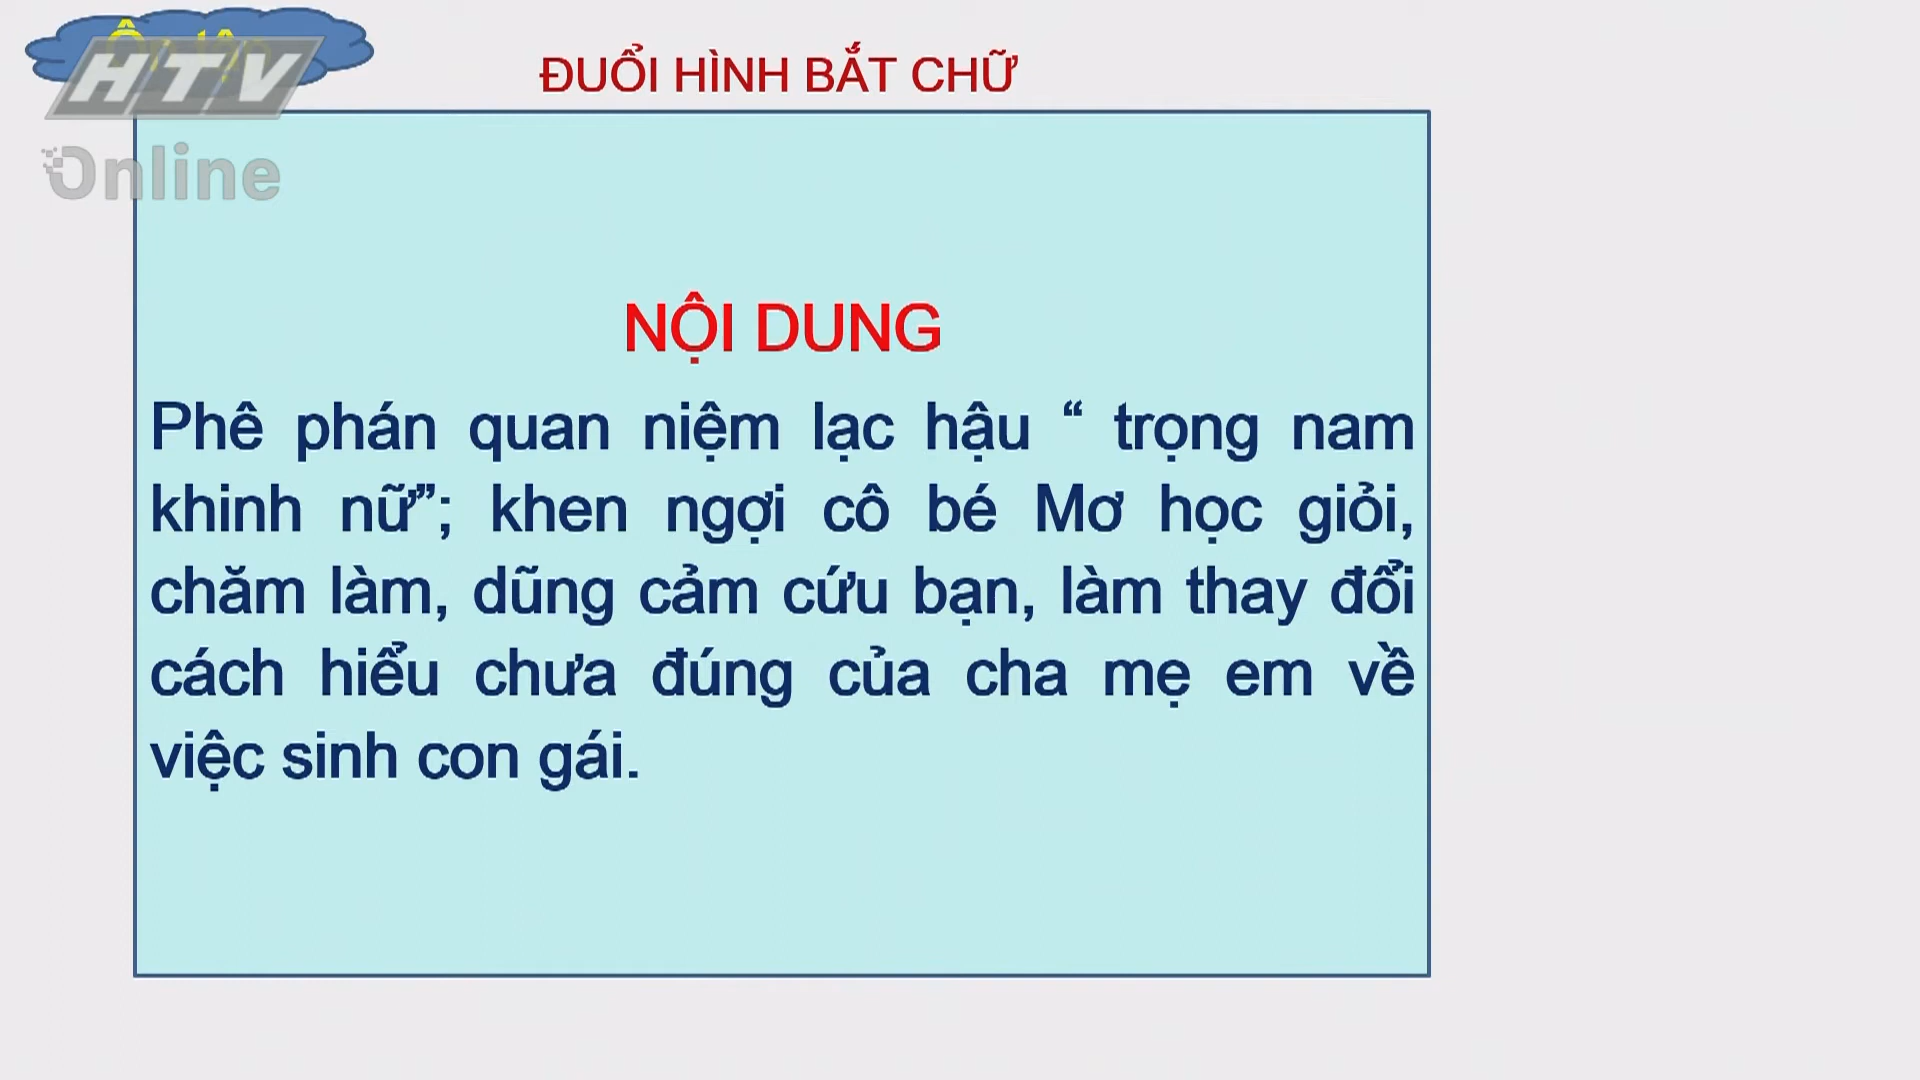 HTV
Online
ĐUỔI HÌNH BẮT CHỮ
NỘI DUNG
Phê phán quan niệm lạc hậu “ trọng nam
khinh nữ”; khen ngợi cô bé Mơ học giỏi,
chăm làm, dũng cảm cứu bạn, làm thay đổi
cách hiểu chưa đúng của cha mẹ em về
việc sinh con gái.